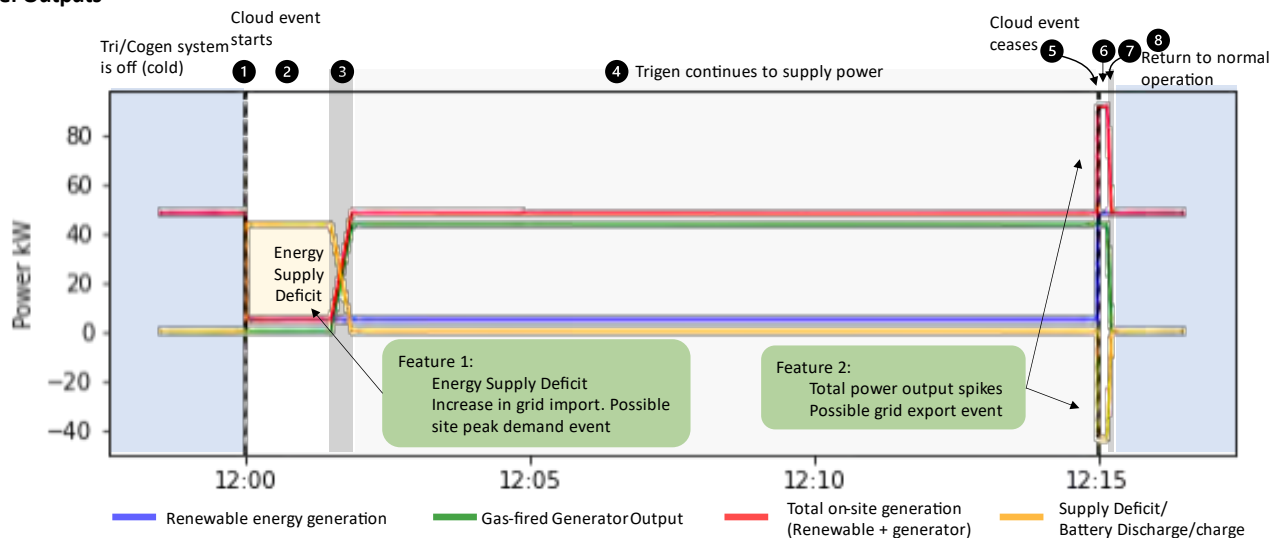 Outputs
Cloud event
starts
Tri/Cogen system
is off (cold)
1 2 3
4 Trigen continues to supply power
Cloud event
ceases
5 6 7 8
Return to normal
operation
Power kW
80
60
40
20
0
−20
−40
Energy
Supply
Deficit
Feature 1:
Energy Supply Deficit
Increase in grid import. Possible
site peak demand event
Feature 2:
Total power output spikes
Possible grid export event
12:00 12:05 12:10 12:15
Renewable energy generation
Gas-fired Generator Output
Total on-site generation
(Renewable + generator)
Supply Deficit/
Battery Discharge/charge